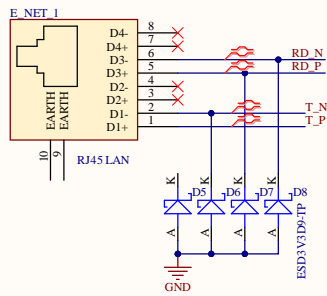 E_NET_1
D4- 8
D4+ 7
D3- 6
D3+ 5
D2- 4
D2+ 3
D1- 2
D1+ 1
RD_N
RD_P
T_N
T_P
EARTH
EARTH
10
9
RJ45 LAN
K
K
K
K
D5
D6
D7
D8
A
A
A
A
ESD3V3D9-TP
GND